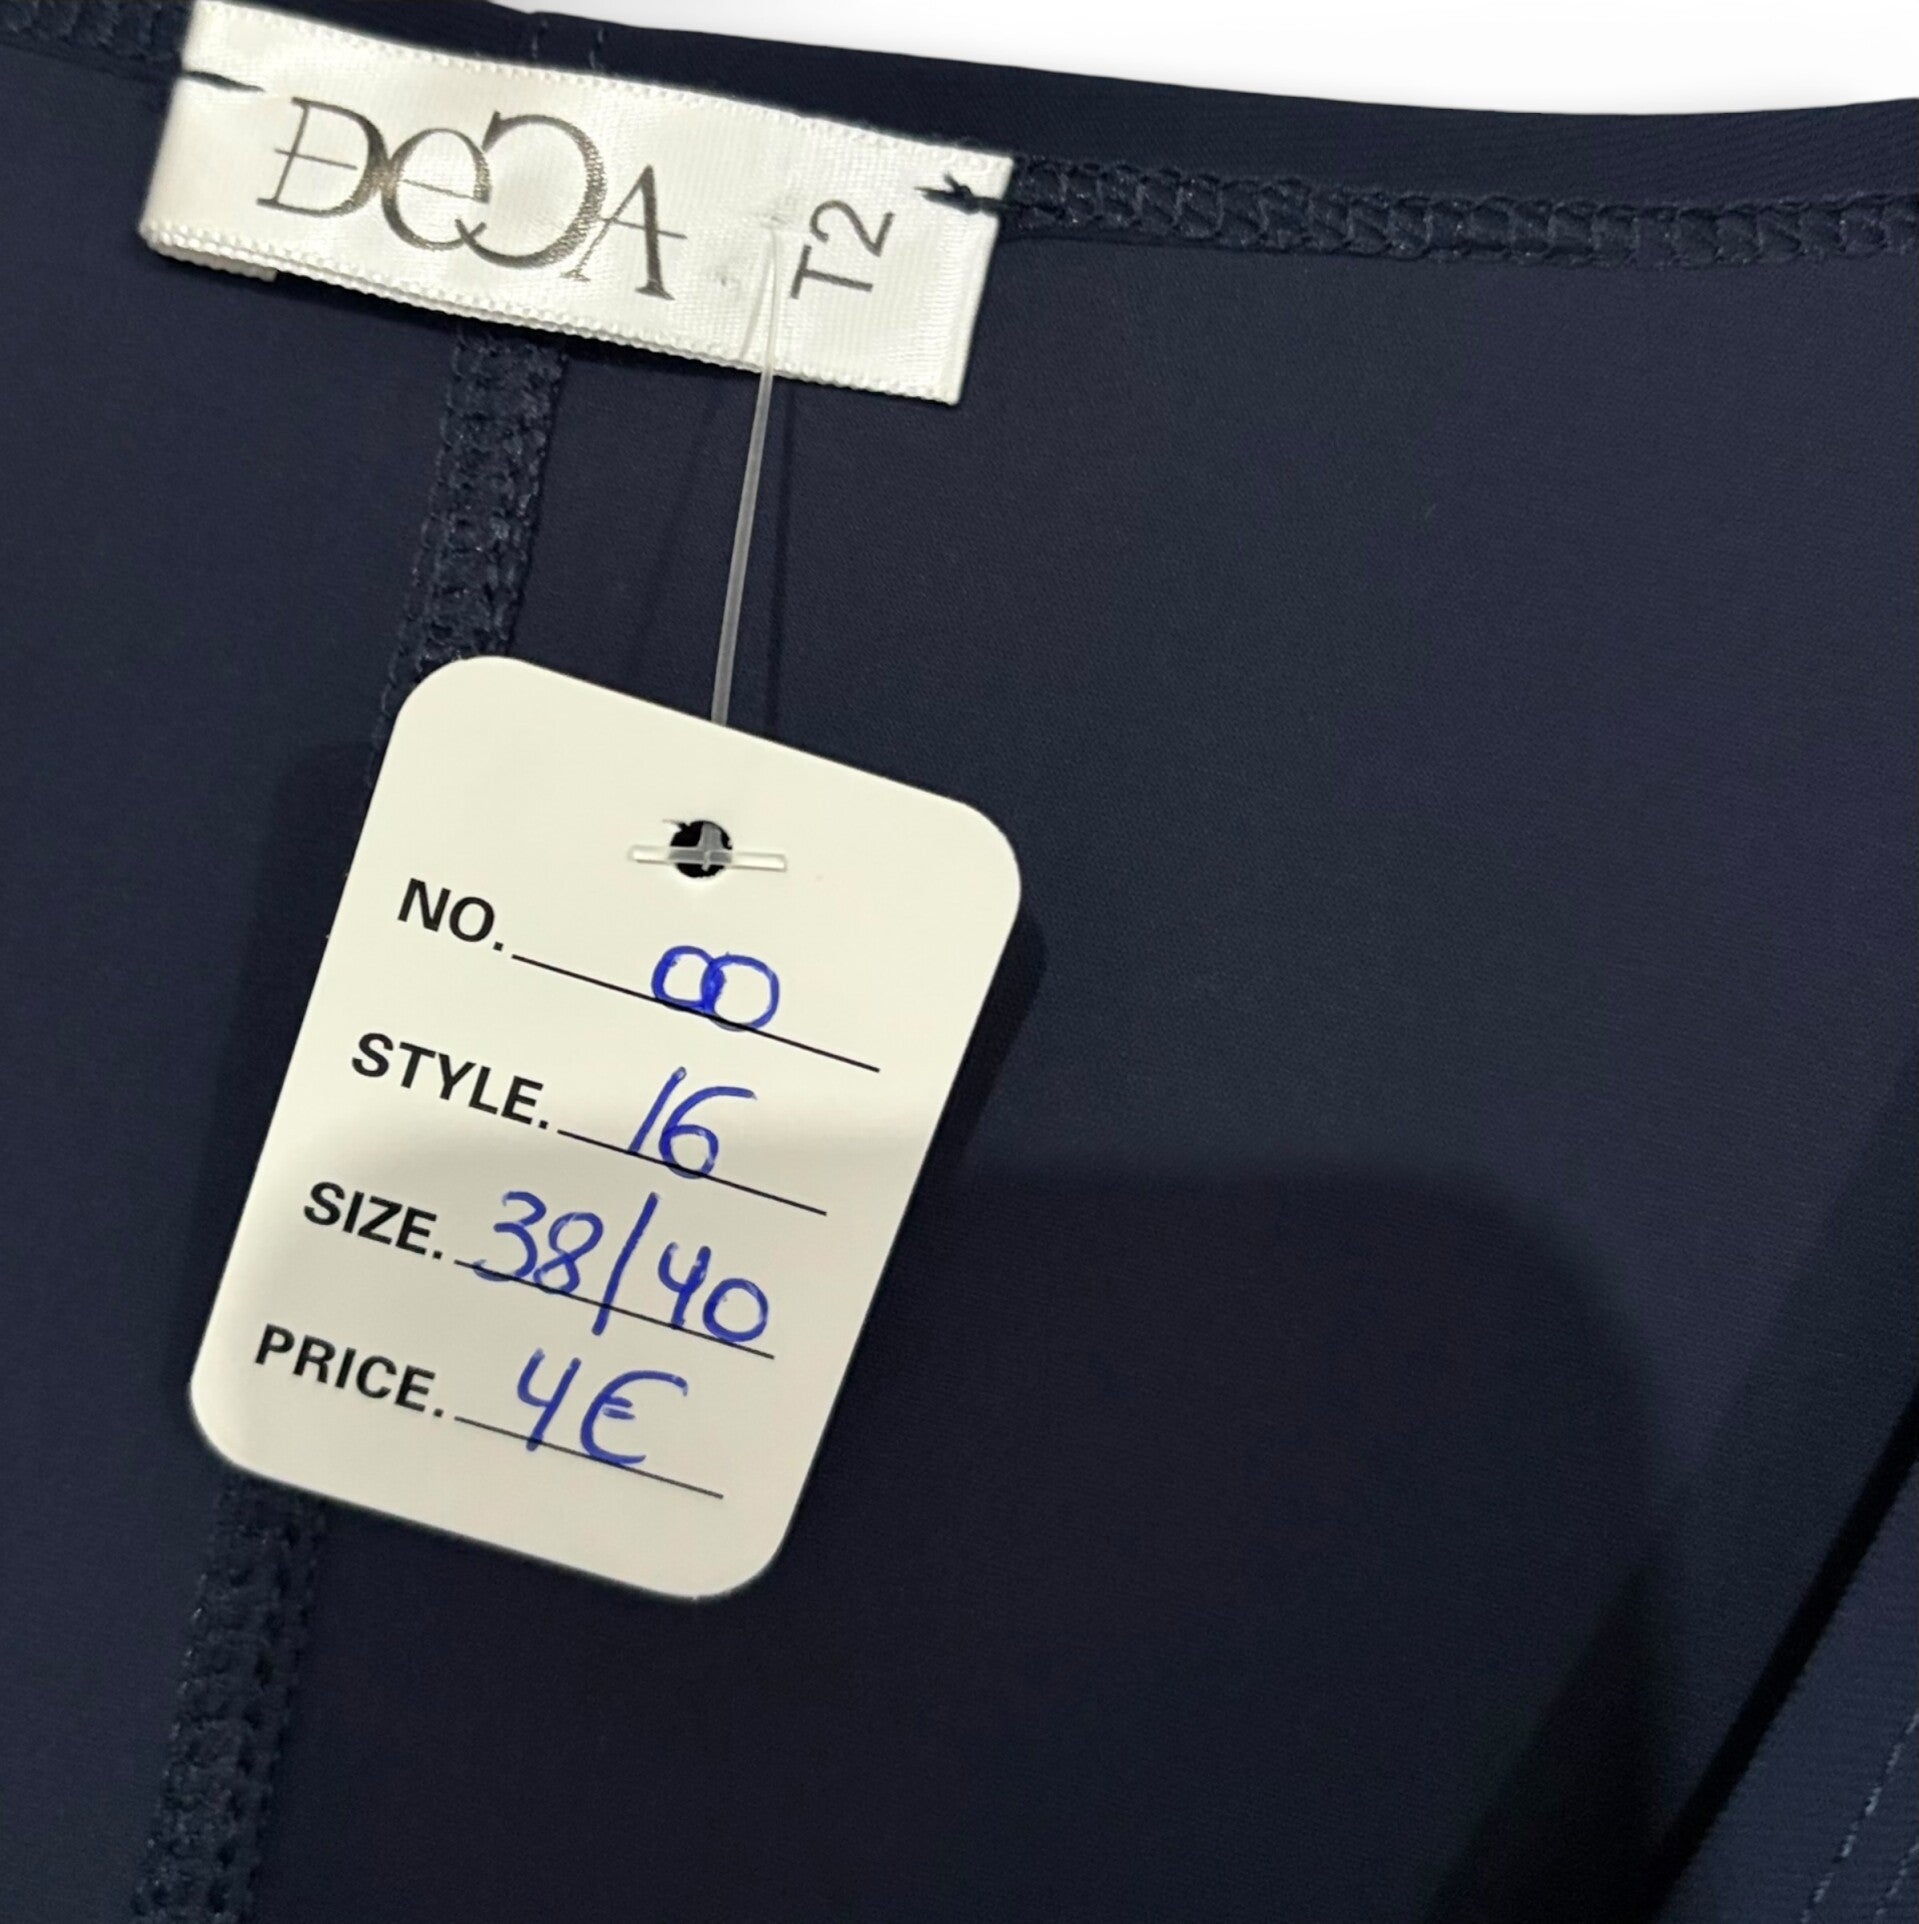 DeCA T2
NO. 00
STYLE. 16
SIZE. 38/40
PRICE. 4€